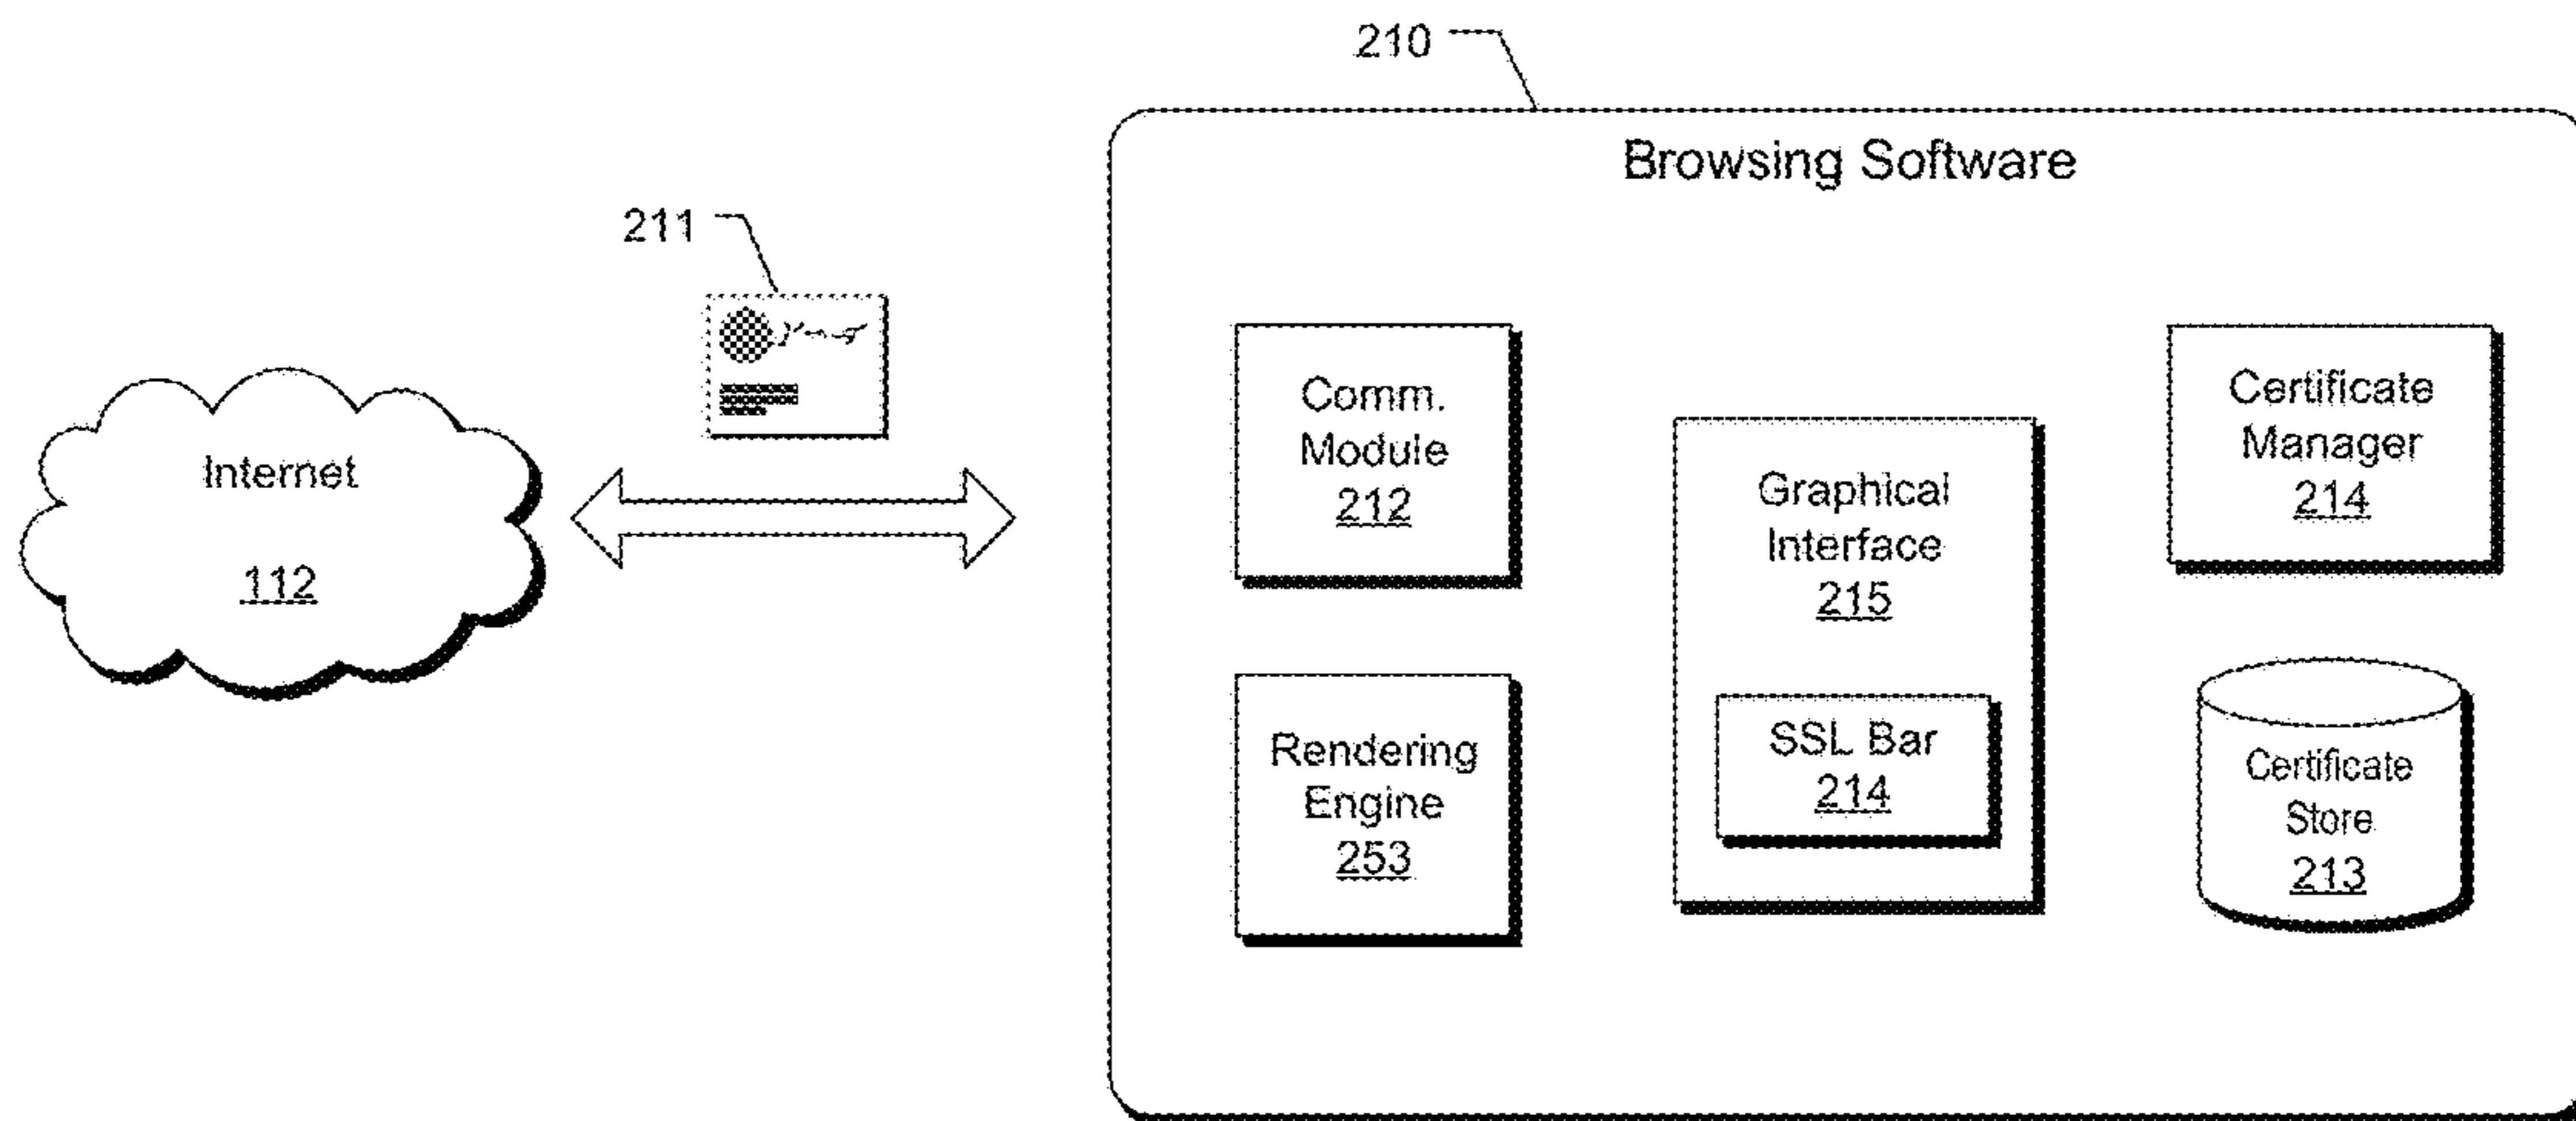 210
Browsing Software
211
Internet
112
Comm.
Module
212
Rendering
Engine
253
Graphical
Interface
215
SSL Bar
214
Certificate
Manager
214
Certificate
Store
213